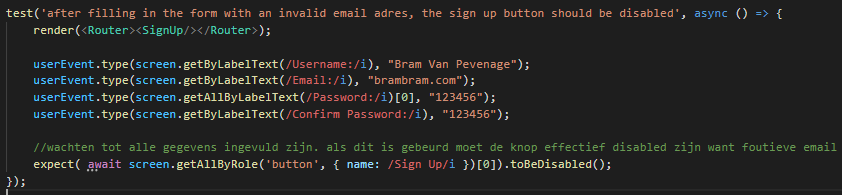 test('after filling in the form with an invalid email adres, the sign up button should be disabled', async () => {
render(<Router><SignUp/></Router>);
userEvent.type(screen.getByLabelText(/Username:/i), "Bram Van Pevenage");
userEvent.type(screen.getByLabelText(/Email:/i), "brambram.com");
userEvent.type(screen.getAllByLabelText(/Password:/i)[0], "123456");
userEvent.type(screen.getByLabelText(/Confirm Password:/i), "123456");
//wachten tot alle gegevens ingevuld zijn. als dit is gebeurd moet de knop effectief disabled zijn want foutieve email
expect( await screen.getAllByRole('button', { name: /Sign Up/i })[0]).toBeDisabled();
});